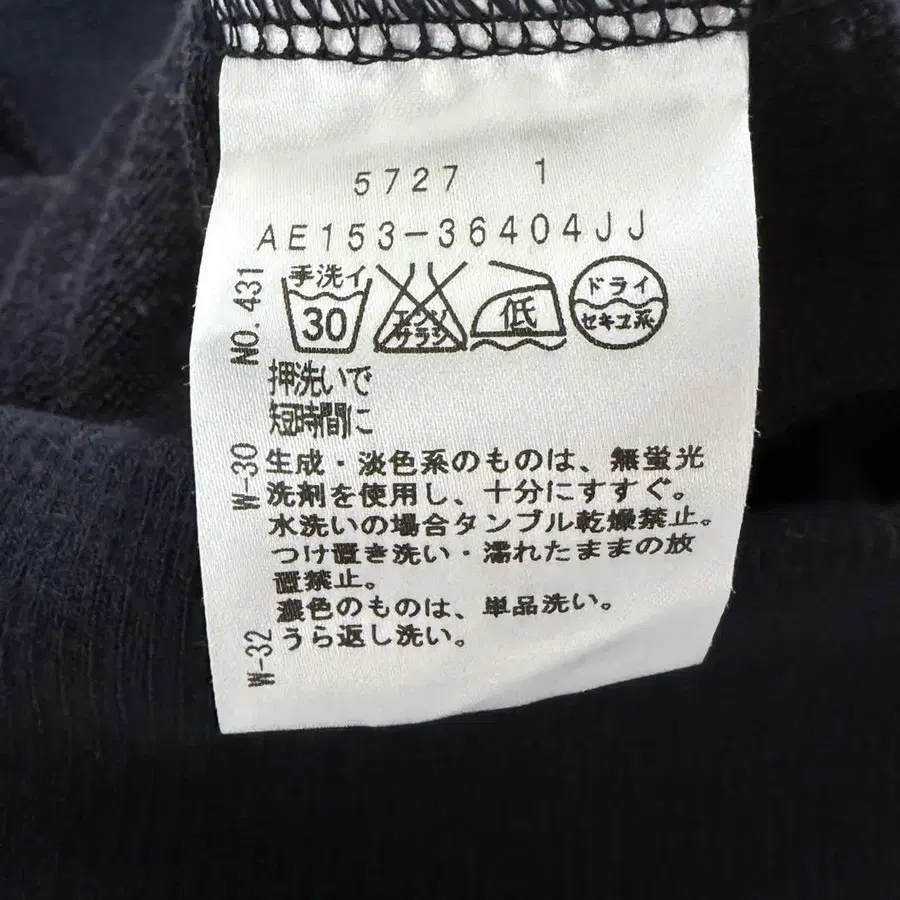 5727 1
AE153-36404JJ
手洗イ
30
エンソ
サラシ
低
ドライ
セキユ系
NO.431
押洗いで
短時間に
W-30
生成・淡色系のものは、無蛍光
洗剤を使用し、十分にすすぐ。
水洗いの場合タンブル乾燥禁止。
つけ置き洗い・濡れたままの放
置禁止。
濃色のものは、単品洗い。
うら返し洗い。
W-32